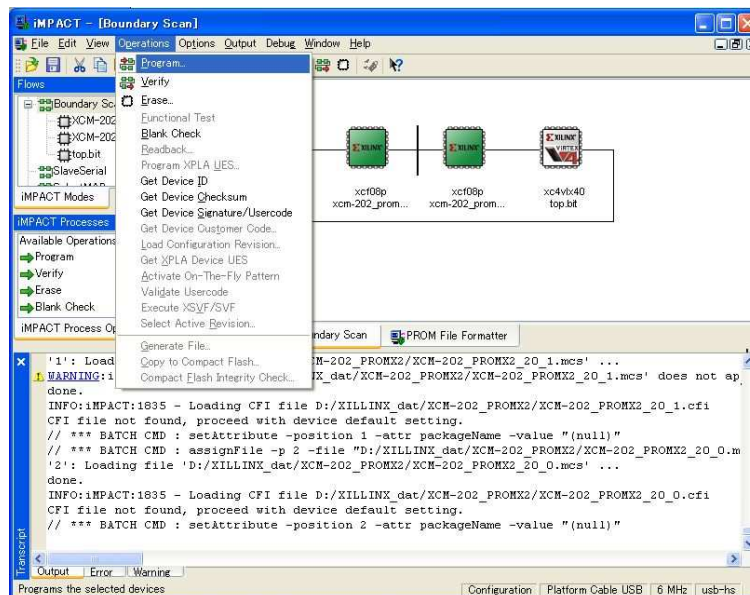 iMPACT - [Boundary Scan]
File Edit View Operations Options Output Debug Window Help
Flows
Boundary Sc
XCM-202
XCM-202
top.bit
SlaveSerial
iMPACT Modes
iMPACT Processes
Available Operations
Program
Verify
Erase
Blank Check
iMPACT Process Op
Program...
Verify
Erase...
Functional Test
Blank Check
Readback...
Program XPLA UES...
Get Device ID
Get Device Checksum
Get Device Signature/Usercode
Get Device Customer Code...
Load Configuration Revision...
Get XPLA Device UES
Activate On-The-Fly Pattern
Validate Usercode
Execute XSVF/SVF
Select Active Revision...
Generate File...
Copy to Compact Flash...
Compact Flash Integrity Check...
XILINX
XILINX
XILINX
VIRTEX
4
xcf08p
xcm-202_prom...
xcf08p
xcm-202_prom...
xc4vlx40
top.bit
ndary Scan
PROM File Formatter
'1': Load CM-202_PROMX2/XCM-202_PROMX2_20_1.mcs' ...
WARNING:i X_dat/XCM-202_PROMX2/XCM-202_PROMX2_20_1.mcs' does not ap
done.
INFO:iMPACT:1835 - Loading CFI file D:/XILLINX_dat/XCM-202_PROMX2/XCM-202_PROMX2_20_1.cfi
CFI file not found, proceed with device default setting.
// *** BATCH CMD : setAttribute -position 1 -attr packageName -value "(null)"
// *** BATCH CMD : assignFile -p 2 -file "D:/XILLINX_dat/XCM-202_PROMX2/XCM-202_PROMX2_20_0.m
'2': Loading file 'D:/XILLINX_dat/XCM-202_PROMX2/XCM-202_PROMX2_20_0.mcs' ...
done.
INFO:iMPACT:1835 - Loading CFI file D:/XILLINX_dat/XCM-202_PROMX2/XCM-202_PROMX2_20_0.cfi
CFI file not found, proceed with device default setting.
// *** BATCH CMD : setAttribute -position 2 -attr packageName -value "(null)"
Transcript
Output Error Warning
Programs the selected devices
Configuration Platform Cable USB 6 MHz usb-hs